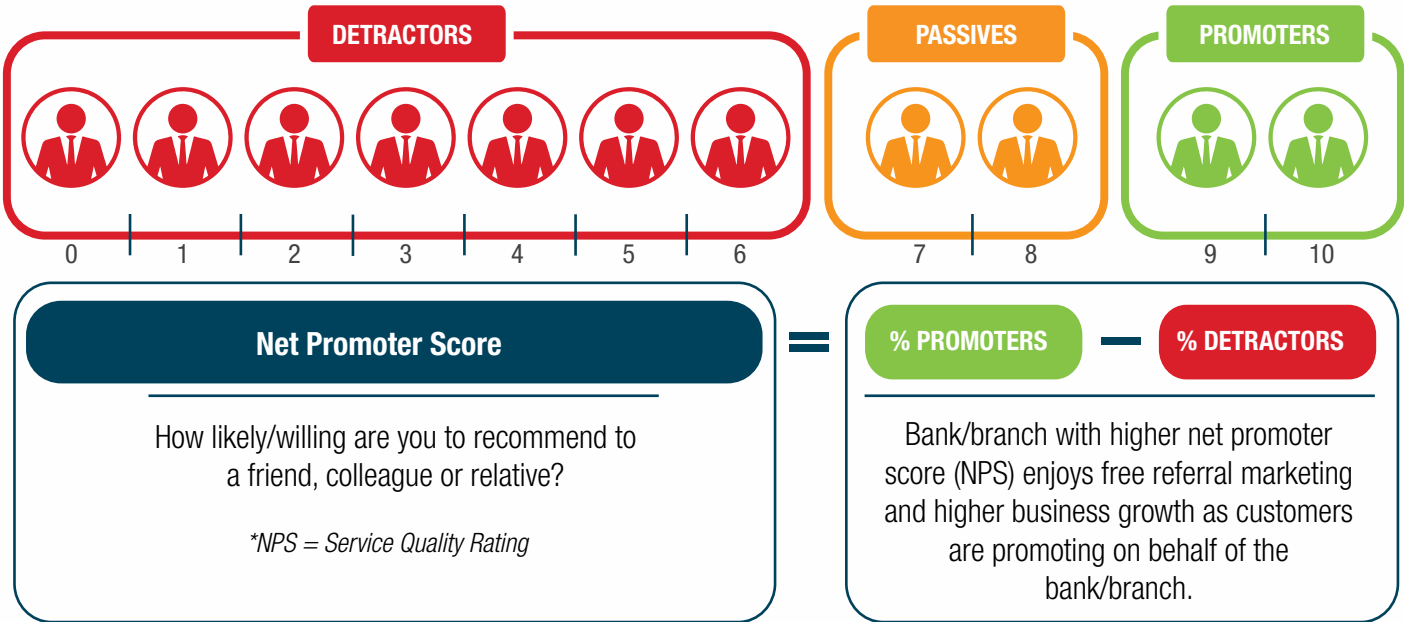 DETRACTORS
PASSIVES
PROMOTERS
0 1 2 3 4 5 6 7 8 9 10
Net Promoter Score
=
% PROMOTERS — % DETRACTORS
How likely/willing are you to recommend to
a friend, colleague or relative?
*NPS = Service Quality Rating
Bank/branch with higher net promoter
score (NPS) enjoys free referral marketing
and higher business growth as customers
are promoting on behalf of the
bank/branch.